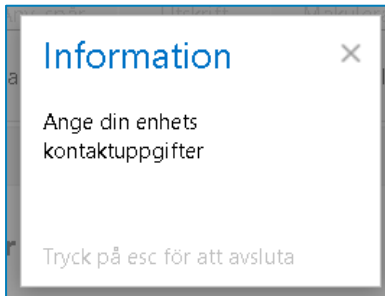 Information
Ange din enhets
kontaktuppgifter
Tryck på esc för att avsluta